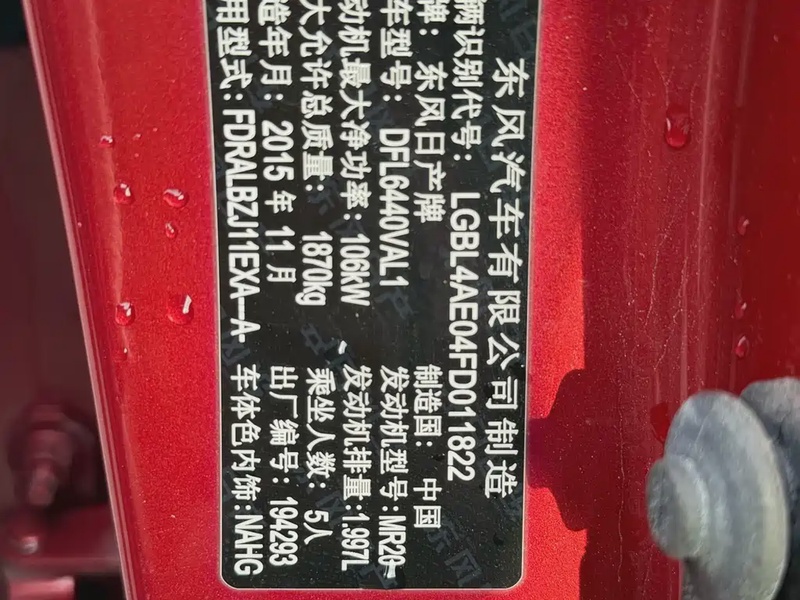 东风汽车有限公司制造
辆识别代号: LGBL4AE04FD011822
牌: 东风日产牌 制造国: 中国
车型号: DFL6440VAL1 发动机型号: MR20
动机最大净功率: 106kW 发动机排量: 1.997L
大允许总质量: 1870kg 乘坐人数: 5人
造年月: 2015 年 11 月 出厂编号: 194293
用型式: FDRALBZJ11EXA—A- 车体色内饰: NAHG